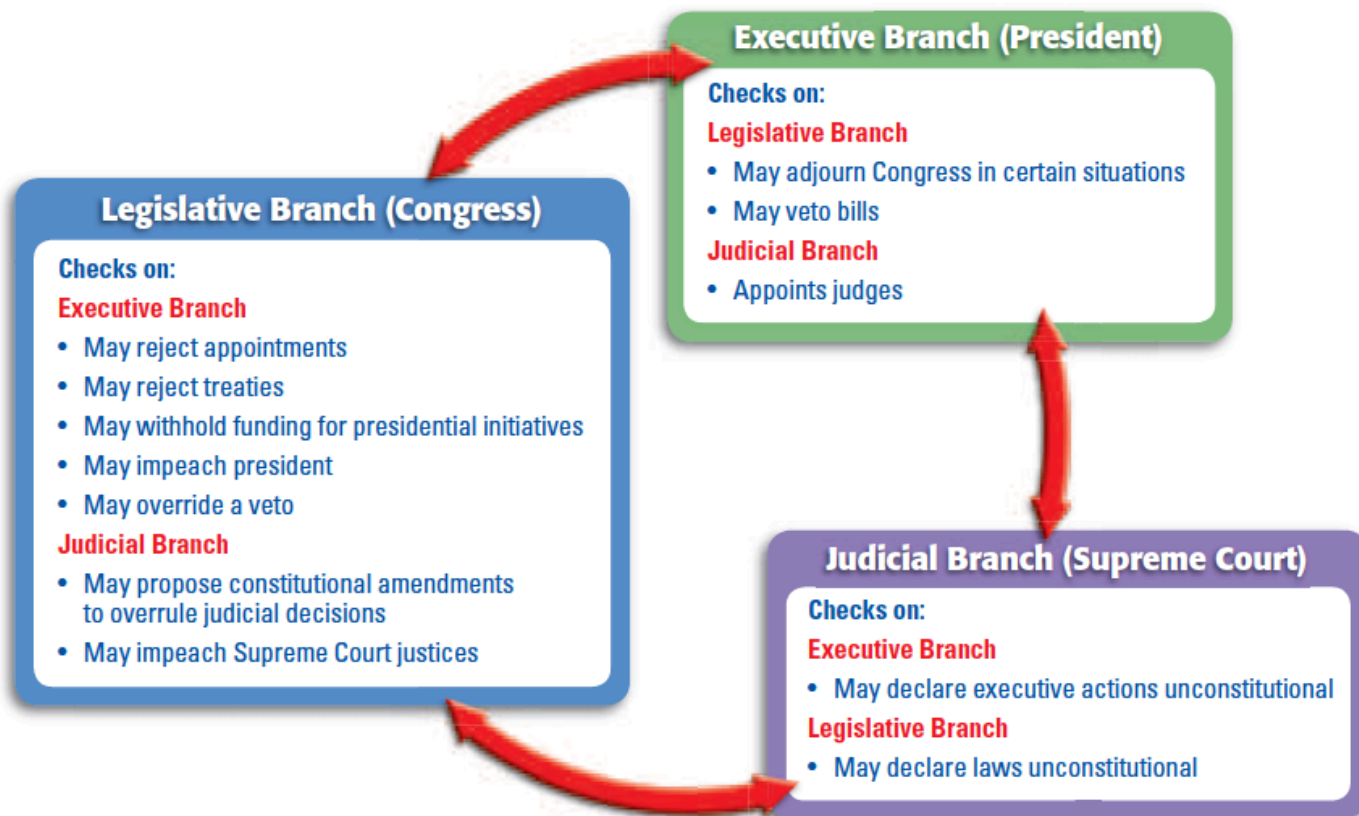 Executive Branch (President)
Checks on:
Legislative Branch
• May adjourn Congress in certain situations
• May veto bills
Judicial Branch
• Appoints judges
Legislative Branch (Congress)
Checks on:
Executive Branch
• May reject appointments
• May reject treaties
• May withhold funding for presidential initiatives
• May impeach president
• May override a veto
Judicial Branch
• May propose constitutional amendments
to overrule judicial decisions
• May impeach Supreme Court justices
Judicial Branch (Supreme Court)
Checks on:
Executive Branch
• May declare executive actions unconstitutional
Legislative Branch
• May declare laws unconstitutional